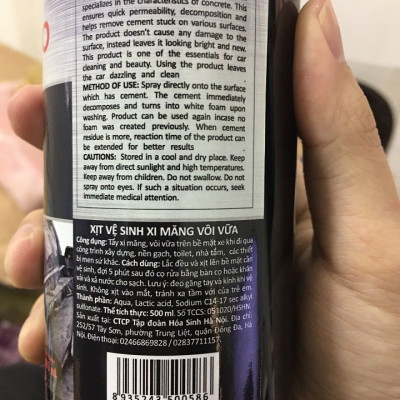 specializes in the characteristics of concrete. This
ensures quick permeability, decomposition and
helps remove cement stuck on various surfaces.
The product doesn't cause any damage to the
surface, instead leaves it looking bright and new.
This product is one of the essentials for car
cleaning and beauty. Using the product leaves
the car dazzling and clean
METHOD OF USE: Spray directly onto the surface
which has cement. The cement immediately
decomposes and turns into white foam upon
washing. Product can be used again incase no
foam was created previously. When cement
residue is more, reaction time of the product can
be extended for better results
CAUTIONS: Stored in a cool and dry place. Keep
away from direct sunlight and high temperatures.
Keep away from children. Do not swallow. Do not
spray onto eyes. If such a situation occurs, seek
immediate medical attention.
XỊT VỆ SINH XI MĂNG VÔI VỮA
Công dụng: Tẩy xi măng, vôi vữa trên bề mặt xe khi đi qua
công trình xây dựng, nền gạch, toilet, nhà tắm, các thiết
bị men sứ khác. Cách dùng: Lắc đều và xịt lên bề mặt cần
vệ sinh, đợi 5 phút sau đó cọ rửa bằng bàn cọ hoặc khăn
và xả nước cho sạch. Lưu ý: đeo găng tay và kính khi vệ
sinh. Không xịt vào mắt, tránh xa tầm với của trẻ em.
Thành phần: Aqua, Lactic acid, Sodium C14-17 sec alkyl
sulfonate. Thể tích thực: 500 ml. Số TCCS: 051020/HSHN.
Sản xuất tại: CTCP Tập đoàn Hóa Sinh Hà Nội. Địa chỉ:
252/57 Tây Sơn, phường Trung Liệt, quận Đống Đa, Hà
Nội. Điện thoại: 02466869828 / 02837711157.
8 935243 500586